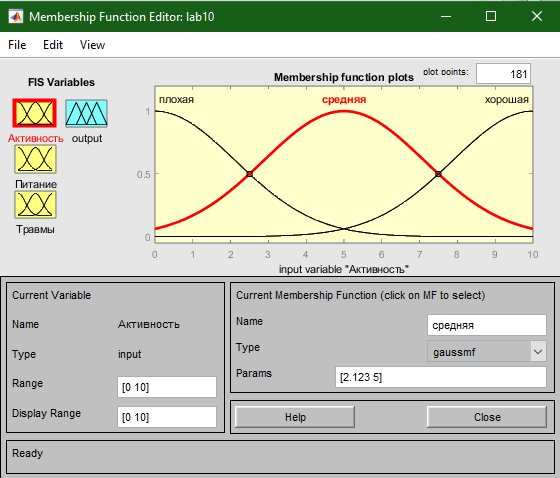 Membership Function Editor: lab10
File Edit View
FIS Variables
Активность
output
Питание
Травмы
Membership function plots
plot points:
181
плохая
средняя
хорошая
1
0.5
0
0 1 2 3 4 5 6 7 8 9 10
input variable "Активность"
Current Variable
Name
Активность
Type
input
Range
[0 10]
Display Range
[0 10]
Current Membership Function (click on MF to select)
Name
средняя
Type
gaussmf
Params
[2.123 5]
Help
Close
Ready